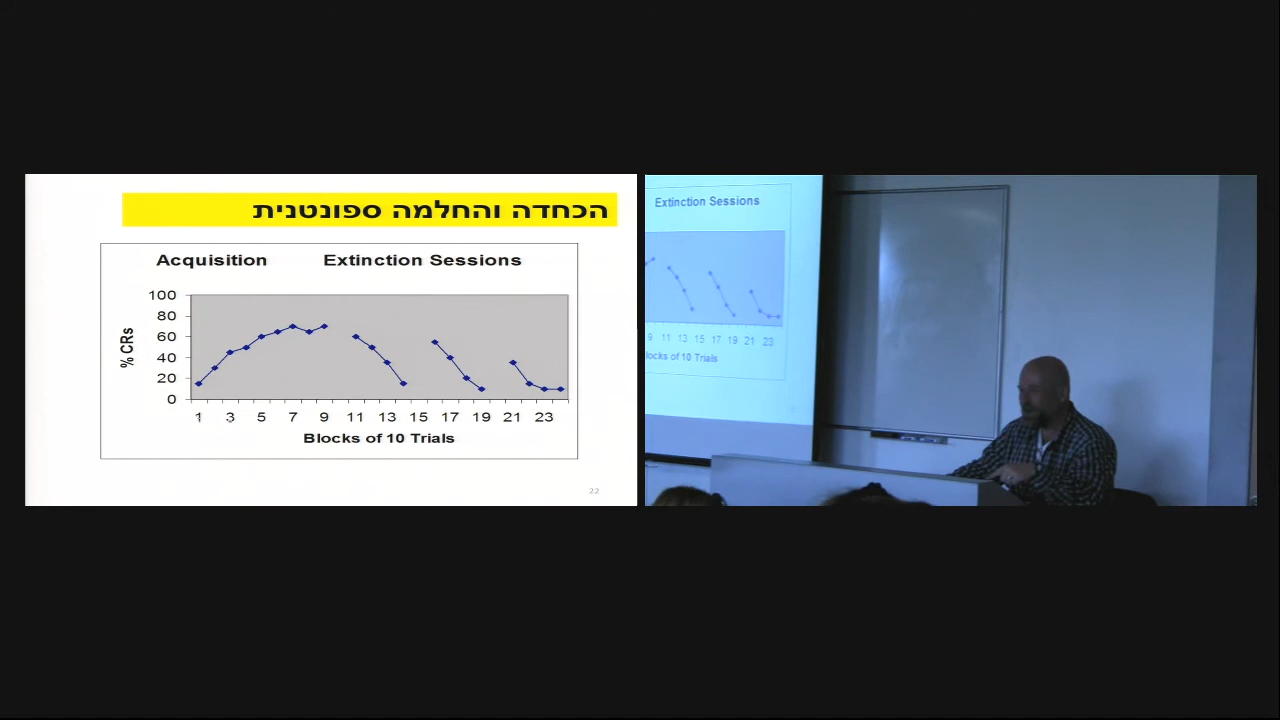 הכחדה והחלמה ספונטנית
Acquisition Extinction Sessions
% CRs
100
80
60
40
20
0
1 3 5 7 9 11 13 15 17 19 21 23
Blocks of 10 Trials
22
Extinction Sessions
9 11 13 15 17 19 21 23
locks of 10 Trials